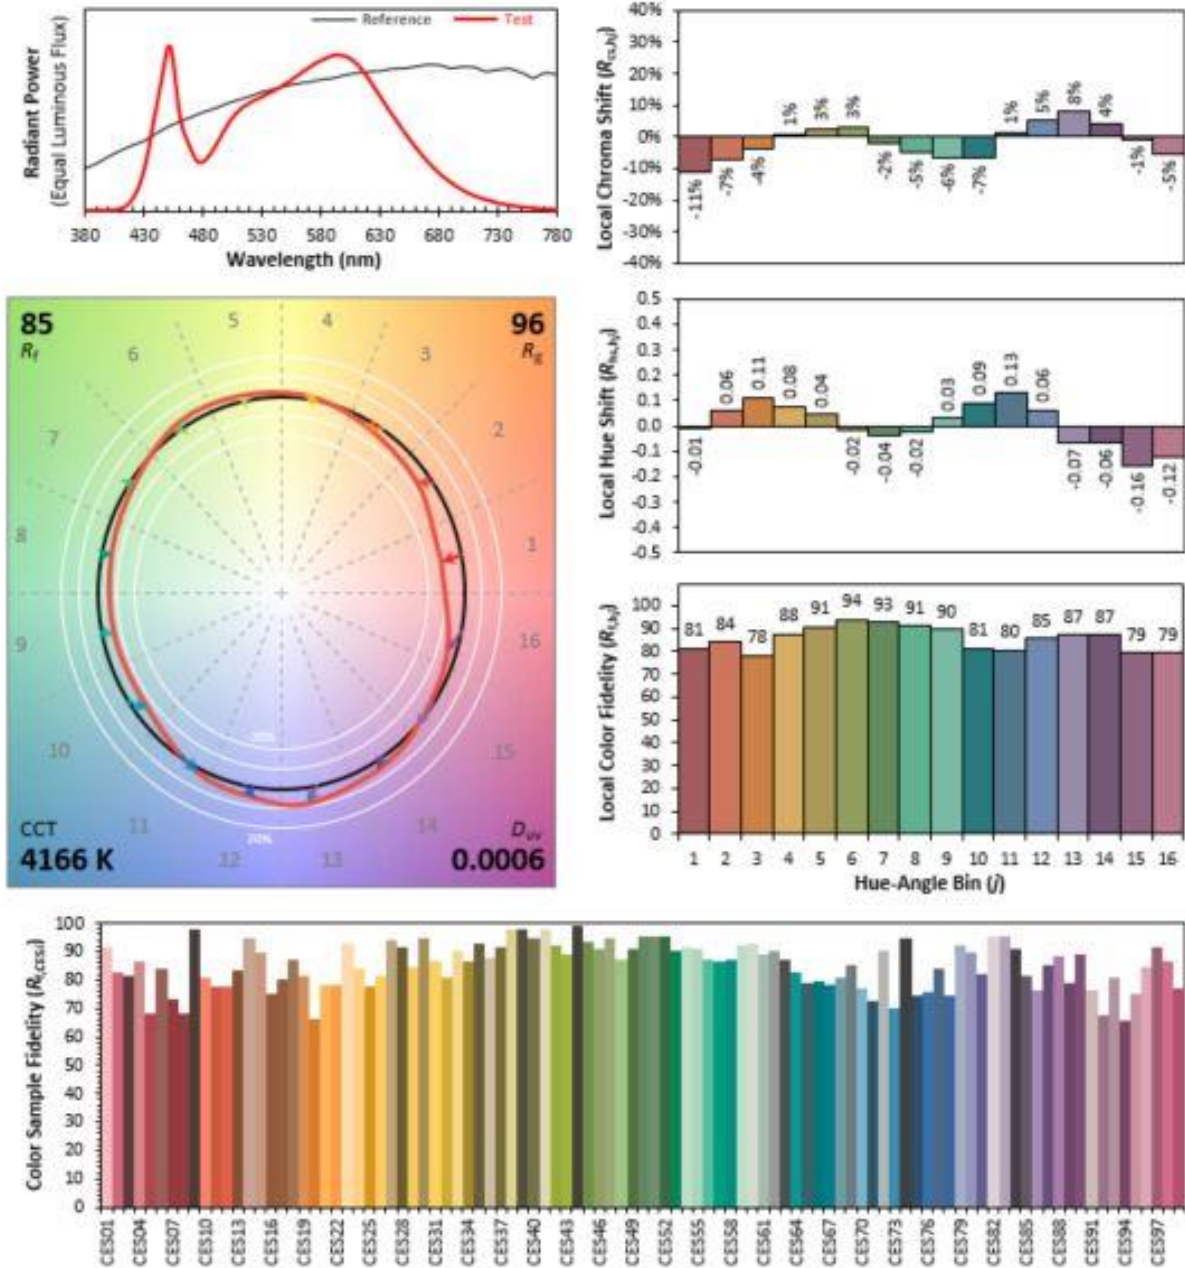 Reference
Test
Radiant Power
(Equal Luminous Flux)
380 430 480 530 580 630 680 730 780
Wavelength (nm)
Local Chroma Shift (Rcs,hj)
40%
30%
20%
10%
0%
-10%
-20%
-30%
-40%
-11% -7% -4% 1% 3% 3% -2% -5% -6% -7% 1% 5% 8% 4% -1% -5%
85
Rf
96
Rg
5 4
6 3
7 2
8 1
9 16
10 15
11 14
12 13
20%
CCT
4166 K
Duv
0.0006
Local Hue Shift (Rhs,hj)
0.5
0.4
0.3
0.2
0.1
0.0
-0.1
-0.2
-0.3
-0.4
-0.5
-0.01 0.06 0.11 0.08 0.04 -0.02 -0.04 -0.02 0.03 0.09 0.13 0.06 -0.07 -0.06 -0.16 -0.12
Local Color Fidelity (Rf,hj)
100
90
80
70
60
50
40
30
20
10
0
81 84 78 88 91 94 93 91 90 81 80 85 87 87 79 79
1 2 3 4 5 6 7 8 9 10 11 12 13 14 15 16
Hue-Angle Bin (j)
Color Sample Fidelity (Rf,CESi)
100
90
80
70
60
50
40
30
20
10
0
CES01 CES04 CES07 CES10 CES13 CES16 CES19 CES22 CES25 CES28 CES31 CES34 CES37 CES40 CES43 CES46 CES49 CES52 CES55 CES58 CES61 CES64 CES67 CES70 CES73 CES76 CES79 CES82 CES85 CES88 CES91 CES94 CES97